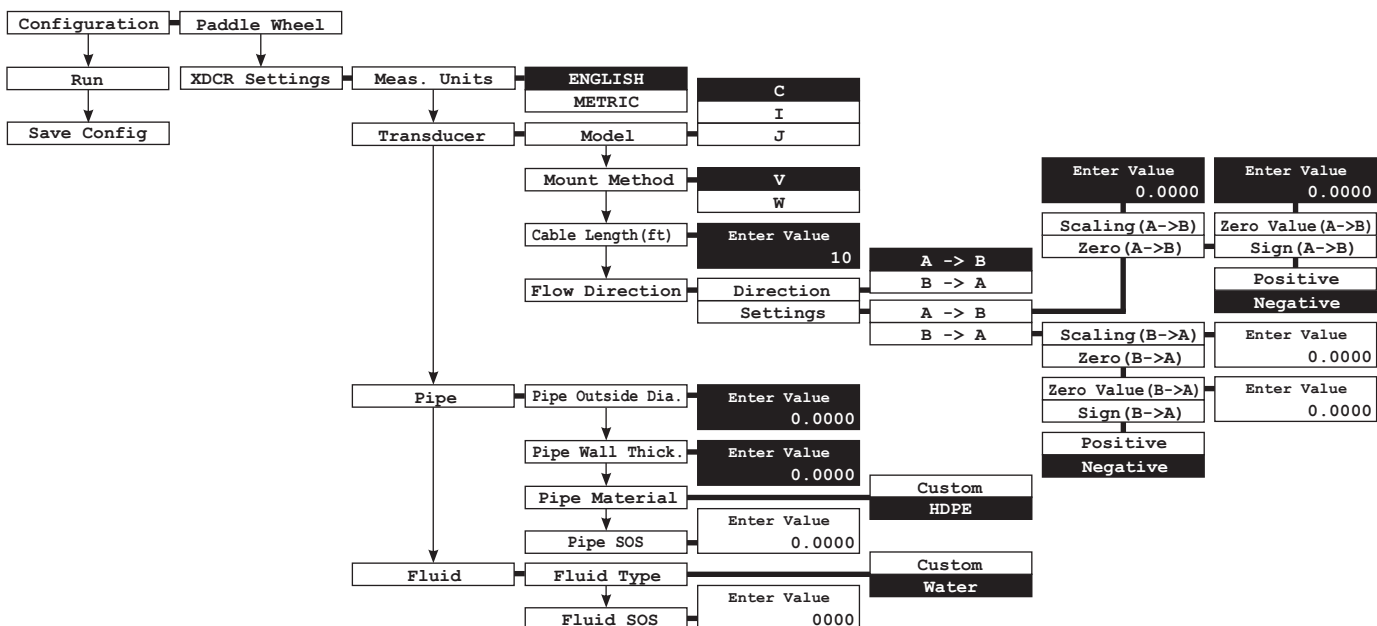 Configuration
Paddle Wheel
Run
XDCR Settings
Meas. Units
ENGLISH
METRIC
Save Config
Transducer
Model
C
I
J
Mount Method
V
W
Cable Length(ft)
Enter Value
10
Flow Direction
Direction
Settings
A -> B
B -> A
A -> B
B -> A
Enter Value
0.0000
Scaling(A->B)
Zero(A->B)
Enter Value
0.0000
Zero Value(A->B)
Sign(A->B)
Positive
Negative
Scaling(B->A)
Zero(B->A)
Enter Value
0.0000
Zero Value(B->A)
Sign(B->A)
Enter Value
0.0000
Positive
Negative
Pipe
Pipe Outside Dia.
Enter Value
0.0000
Pipe Wall Thick.
Enter Value
0.0000
Pipe Material
Custom
HDPE
Pipe SOS
Enter Value
0.0000
Fluid
Fluid Type
Custom
Water
Fluid SOS
Enter Value
0000